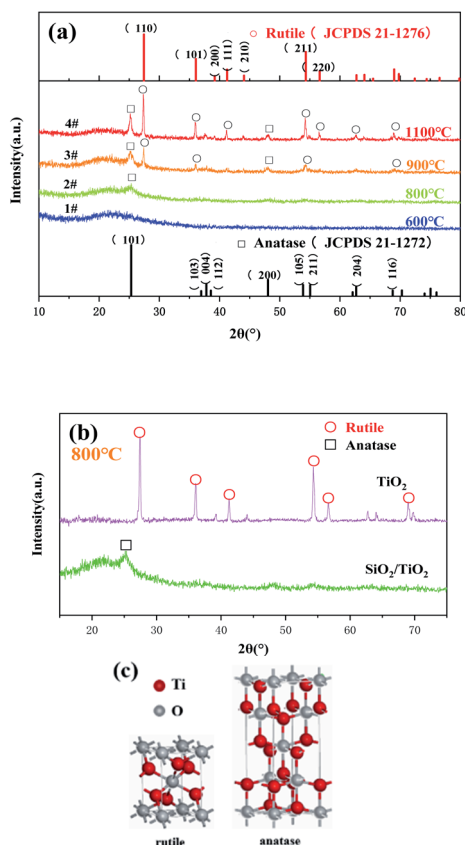 (a)
( 110)
Rutile ( JCPDS 21-1276)
( 101)
(200)
(111)
(210)
( 211)
( 220)
4#
1100℃
3#
900℃
2#
800℃
1#
600℃
Anatase ( JCPDS 21-1272)
( 101)
(103)
(004)
(112)
( 200)
(105)
(211)
(204)
(116)
Intensity(a.u.)
10 20 30 40 50 60 70 80
2θ(°)
(b)
800℃
Rutile
Anatase
TiO2
SiO2/TiO2
Intensity(a.u.)
20 30 40 50 60 70
2θ(°)
(c)
Ti
O
rutile
anatase